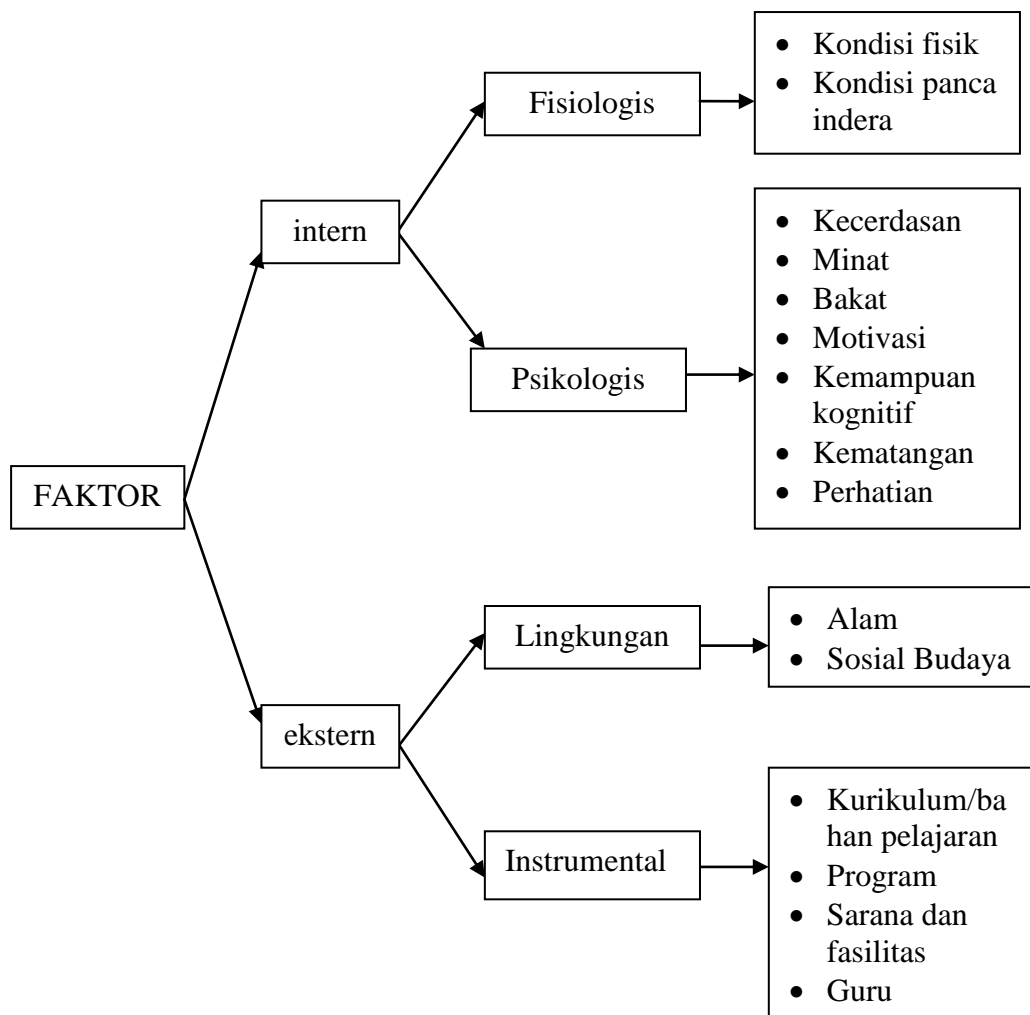 FAKTOR
intern
Fisiologis
Kondisi fisik
Kondisi panca
indera
Psikologis
Kecerdasan
Minat
Bakat
Motivasi
Kemampuan
kognitif
Kematangan
Perhatian
ekstern
Lingkungan
Alam
Sosial Budaya
Instrumental
Kurikulum/ba
han pelajaran
Program
Sarana dan
fasilitas
Guru